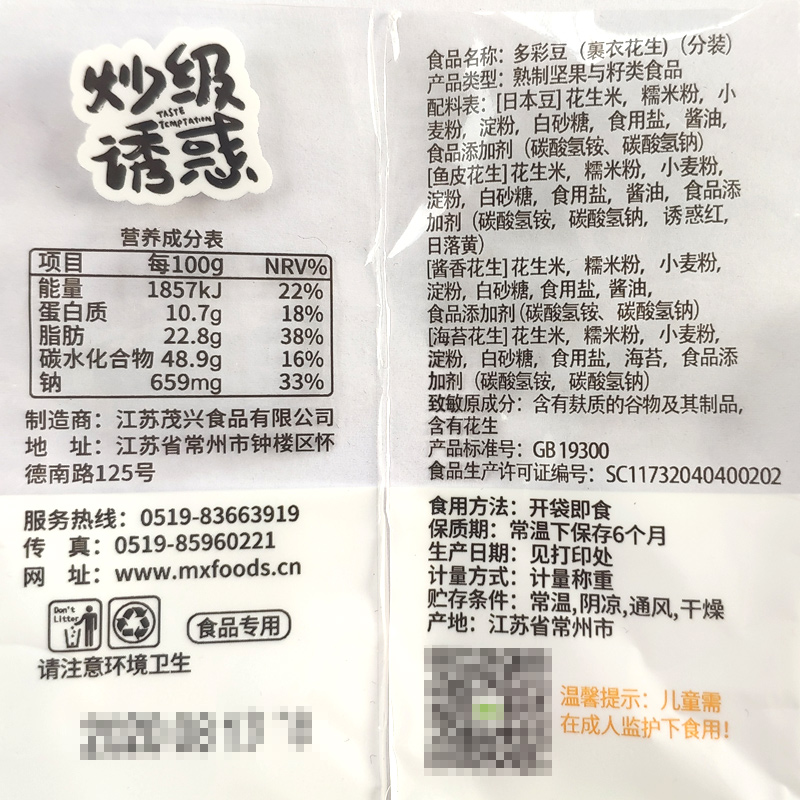 炒级
TASTE
TEMPTATION
诱惑
营养成分表
项目 每100g NRV%
能量 1857kJ 22%
蛋白质 10.7g 18%
脂肪 22.8g 38%
碳水化合物 48.9g 16%
钠 659mg 33%
制造商：江苏茂兴食品有限公司
地 址：江苏省常州市钟楼区怀
德南路125号
服务热线：0519-83663919
传 真：0519-85960221
网 址：www.mxfoods.cn
Don't
Litter
食品专用
请注意环境卫生
食品名称：多彩豆（裹衣花生）（分装）
产品类型：熟制坚果与籽类食品
配料表：[日本豆]花生米，糯米粉，小
麦粉，淀粉，白砂糖，食用盐，酱油，
食品添加剂（碳酸氢铵、碳酸氢钠）
[鱼皮花生]花生米，糯米粉，小麦粉，
淀粉，白砂糖，食用盐，酱油，食品添
加剂（碳酸氢铵，碳酸氢钠，诱惑红，
日落黄）
[酱香花生]花生米，糯米粉，小麦粉，
淀粉，白砂糖，食用盐，酱油，
食品添加剂（碳酸氢铵、碳酸氢钠）
[海苔花生]花生米，糯米粉，小麦粉，
淀粉，白砂糖，食用盐，海苔，食品添
加剂（碳酸氢铵，碳酸氢钠）
致敏原成分：含有麸质的谷物及其制品，
含有花生
产品标准号：GB 19300
食品生产许可证编号：SC11732040400202
食用方法：开袋即食
保质期：常温下保存6个月
生产日期：见打印处
计量方式：计量称重
贮存条件：常温,阴凉,通风,干燥
产地：江苏省常州市
温馨提示：儿童需
在成人监护下食用！